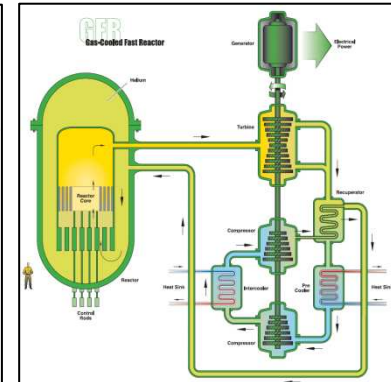 GFR
Gas-Cooled Fast Reactor
Helium
Generator
Electrical
Power
Turbine
Reactor
Core
Recuperator
Compressor
Heat Sink
Intercooler
Pre
Cooler
Heat Sink
Reactor
Control
Rods
Compressor